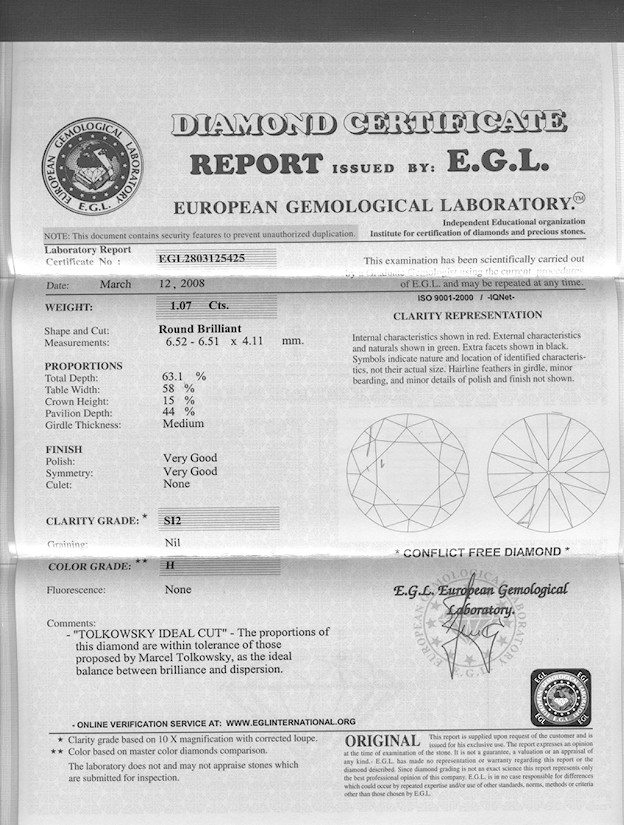 EUROPEAN GEMOLOGICAL LABORATORY
E.G.L.
DIAMOND CERTIFICATE
REPORT ISSUED BY: E.G.L.
EUROPEAN GEMOLOGICAL LABORATORY.™
Independent Educational organization
Institute for certification of diamonds and precious stones.
NOTE: This document contains security features to prevent unauthorized duplication.
Laboratory Report
Certificate No : EGL2803125425
This examination has been scientifically carried out
using the current procedures
of E.G.L. and may be repeated at any time.
Date: March 12, 2008
ISO 9001-2000 / -IQNet-
WEIGHT: 1.07 Cts.
CLARITY REPRESENTATION
Shape and Cut: Round Brilliant
Measurements: 6.52 - 6.51 x 4.11 mm.
Internal characteristics shown in red. External characteristics
and naturals shown in green. Extra facets shown in black.
Symbols indicate nature and location of identified characteris-
tics, not their actual size. Hairline feathers in girdle, minor
bearding, and minor details of polish and finish not shown.
PROPORTIONS
Total Depth: 63.1 %
Table Width: 58 %
Crown Height: 15 %
Pavilion Depth: 44 %
Girdle Thickness: Medium
FINISH
Polish: Very Good
Symmetry: Very Good
Culet: None
CLARITY GRADE: * SI2
Graining: Nil
* CONFLICT FREE DIAMOND *
COLOR GRADE: ** H
Fluorescence: None
E.G.L. European Gemological
Laboratory.
EUROPEAN GEMOLOGICAL LABORATORY
E.G.L.
Comments:
- "TOLKOWSKY IDEAL CUT" - The proportions of
this diamond are within tolerance of those
proposed by Marcel Tolkowsky, as the ideal
balance between brilliance and dispersion.
EGL EGL
EGL EGL
- ONLINE VERIFICATION SERVICE AT: WWW.EGLINTERNATIONAL.ORG
* Clarity grade based on 10 X magnification with corrected loupe.
** Color based on master color diamonds comparison.
The laboratory does not and may not appraise stones which
are submitted for inspection.
ORIGINAL This report is supplied upon request of the customer and is
issued for his exclusive use. The report expresses an opinion
at the time of examination of the stone. It is not a guarantee, a valuation or an appraisal of
any kind.- E.G.L. has made no representation or warranty regarding this report or the
diamond described. Since diamond grading is not an exact science this report represents only
the best professional opinion of this company. E.G.L. is in no case responsible for differences
which could occur by repeated expertise and/or use of other standards, norms, methods or criteria
other than those chosen by E.G.L.